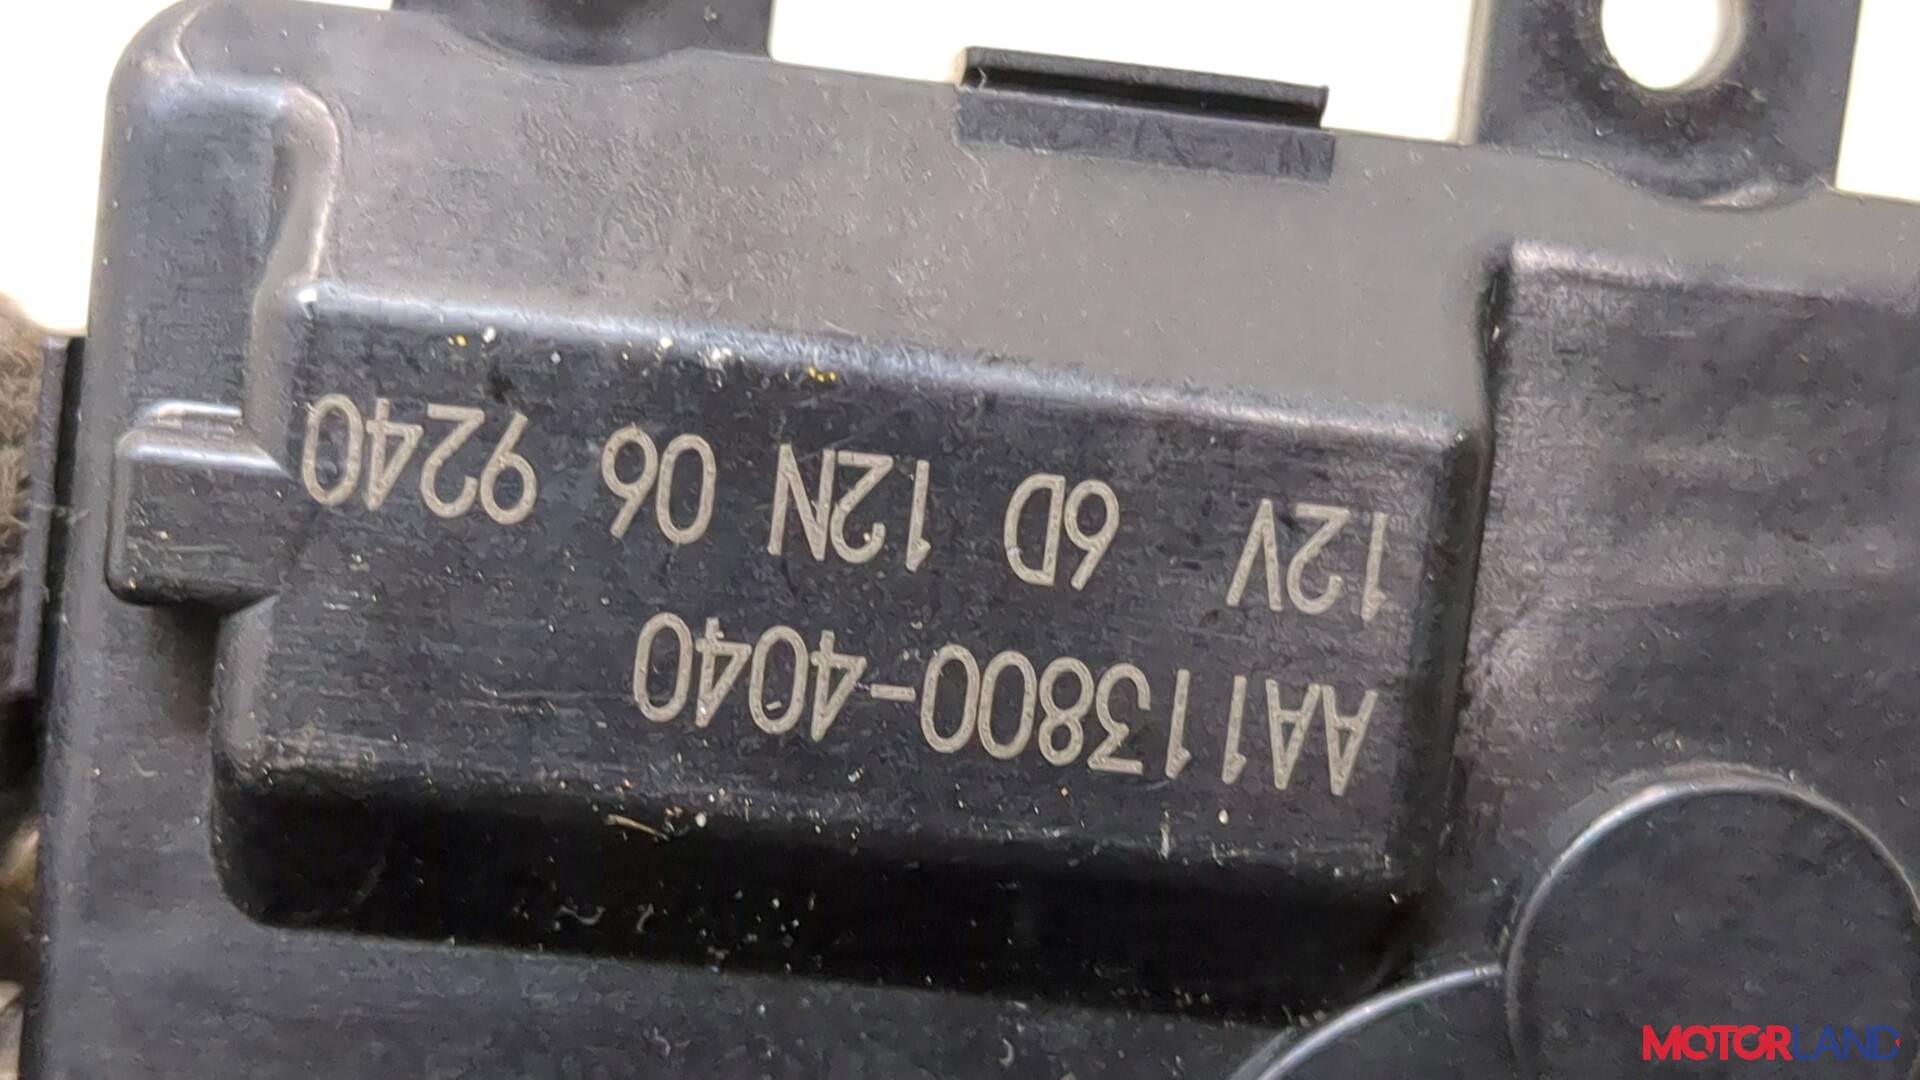 AA113800-4040
12V 6D 12N 06 9240
MOTORLAND